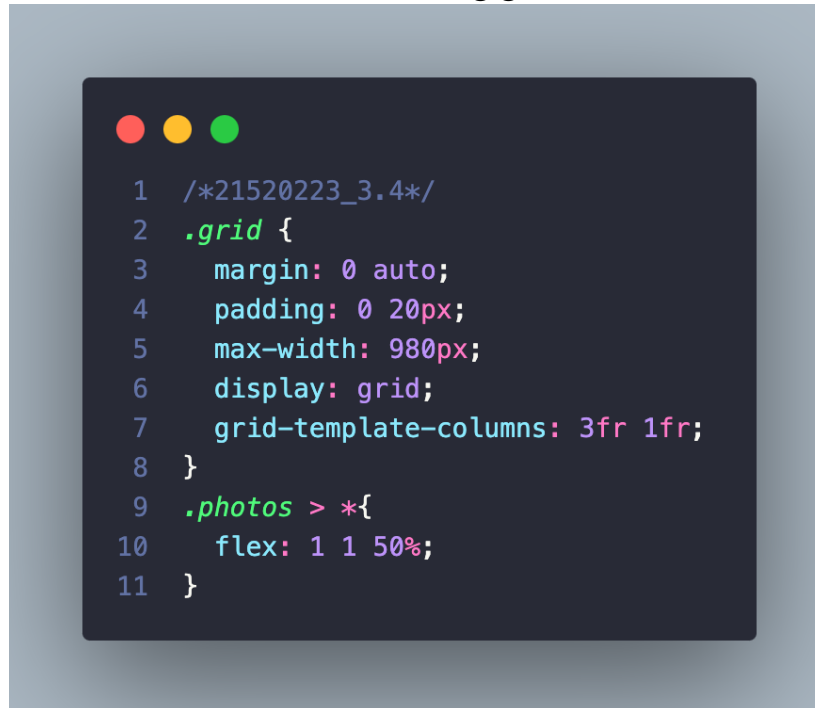 1 /*21520223_3.4*/
2 .grid {
3 margin: 0 auto;
4 padding: 0 20px;
5 max-width: 980px;
6 display: grid;
7 grid-template-columns: 3fr 1fr;
8 }
9 .photos > *{
10 flex: 1 1 50%;
11 }